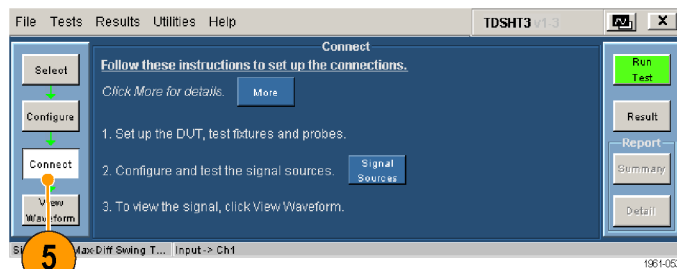 File Tests Results Utilities Help TDSHT3 v1-3
Connect
Select
Configure
Connect
View
Waveform
Follow these instructions to set up the connections.
Click More for details. More
1. Set up the DUT, test fixtures and probes.
2. Configure and test the signal sources. Signal Sources
3. To view the signal, click View Waveform.
Run
Test
Result
Report
Summary
Detail
5
Diff Swing T... Input -> Ch1